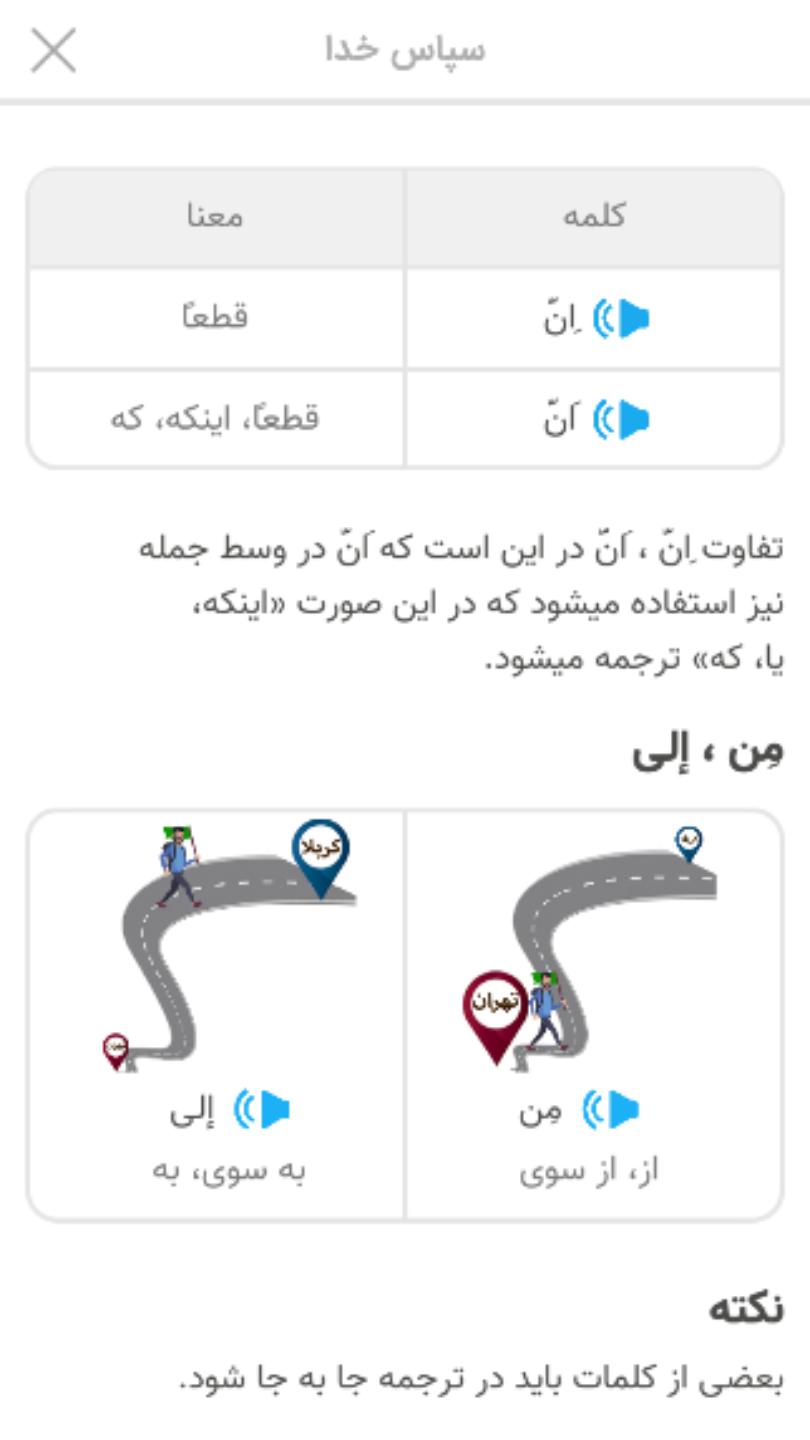 سپاس خدا
کلمه
معنا
اِنّ
قطعاً
اَنّ
قطعاً، اینکه، که
تفاوت اِنّ ، اَنّ در این است که اَنّ در وسط جمله
نیز استفاده میشود که در این صورت «اینکه،
یا، که» ترجمه میشود.
مِن ، إلی
تهران
کربلا
مِن
از، از سوی
إلی
به سوی، به
نکته
بعضی از کلمات باید در ترجمه جا به جا شود.